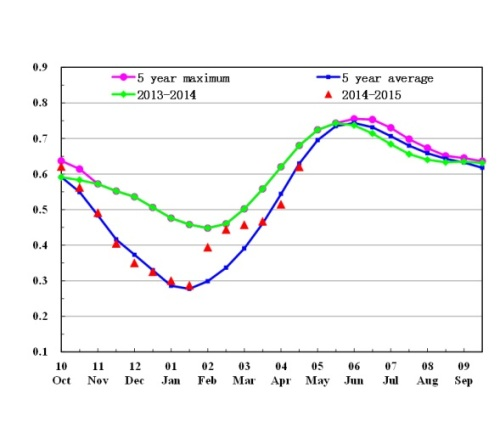 0.9
5 year maximum
5 year average
2013-2014
2014-2015
0.8
0.7
0.6
0.5
0.4
0.3
0.2
0.1
10 11 12 01 02 03 04 05 06 07 08 09
Oct Nov Dec Jan Feb Mar Apr May Jun Jul Aug Sep